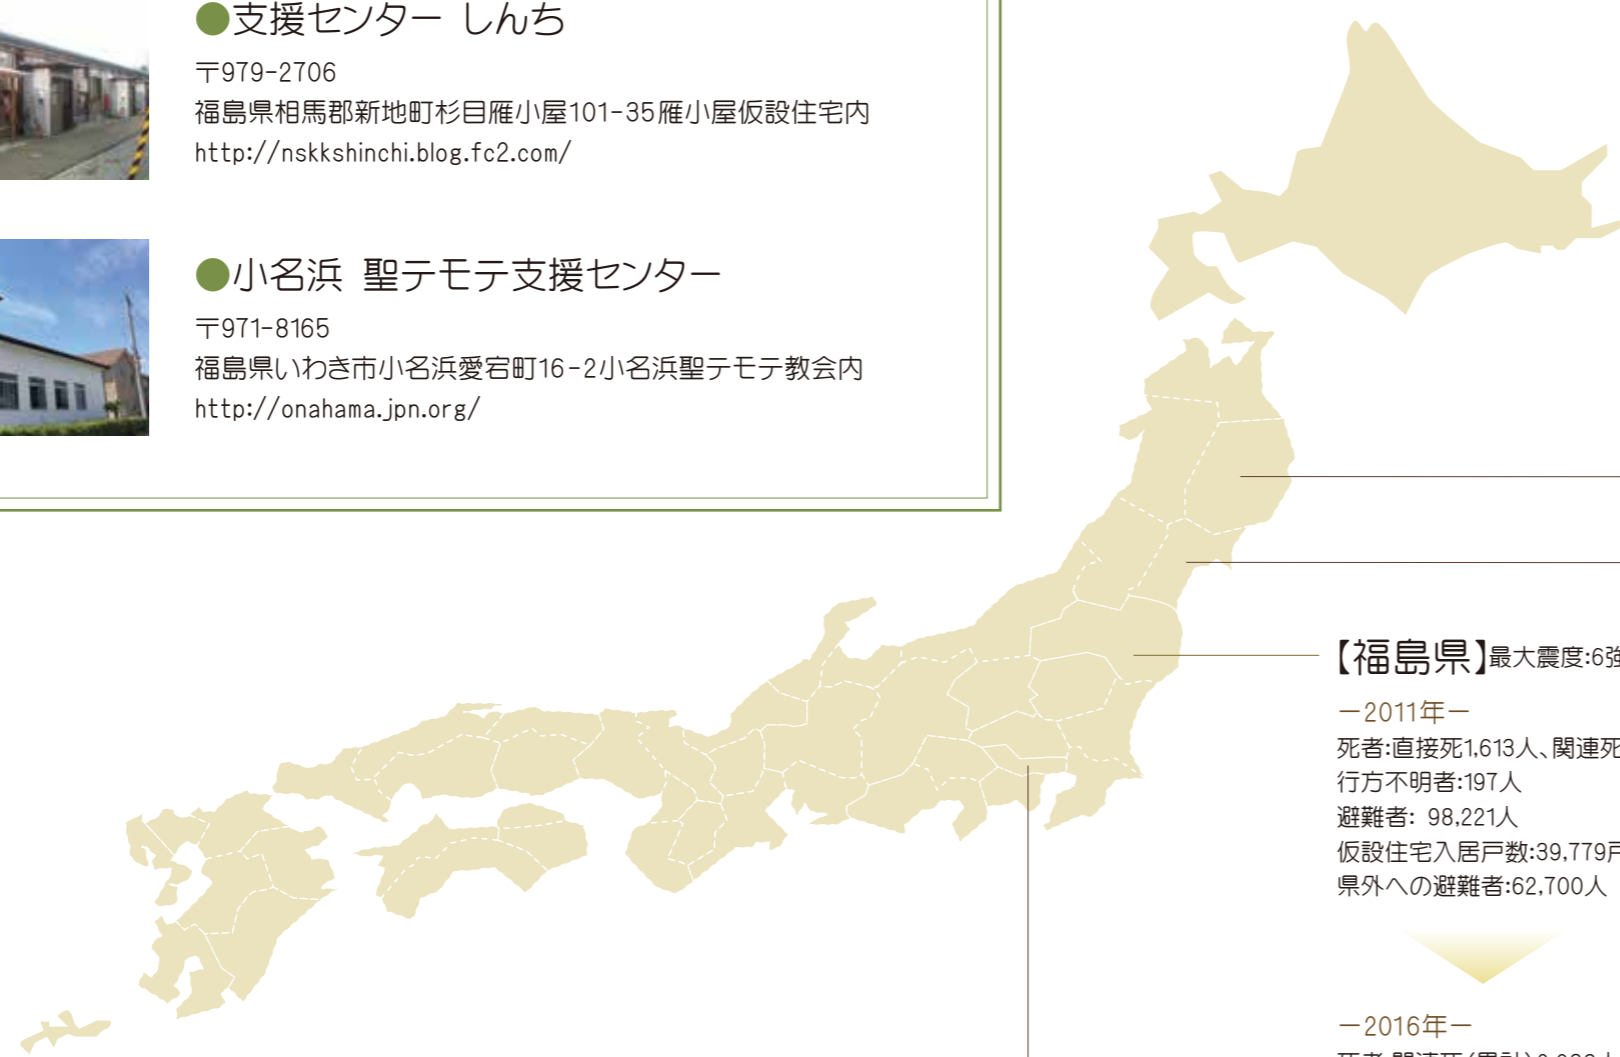 ●支援センター しんち
〒979-2706
福島県相馬郡新地町杉目雁小屋101-35雁小屋仮設住宅内
http://nskkshinchi.blog.fc2.com/
●小名浜 聖テモテ支援センター
〒971-8165
福島県いわき市小名浜愛宕町16-2小名浜聖テモテ教会内
http://onahama.jpn.org/
【福島県】最大震度:6強
－2011年－
死者:直接死1,613人、関連死
行方不明者:197人
避難者: 98,221人
仮設住宅入居戸数:39,779戸
県外への避難者:62,700人
－2016年－